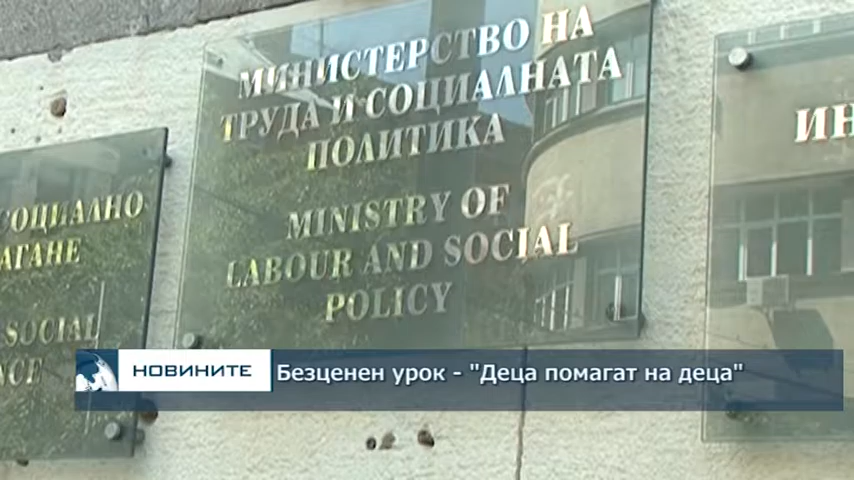 МИНИСТЕРСТВО НА
ТРУДА И СОЦИАЛНАТА
ПОЛИТИКА
MINISTRY OF
LABOUR AND SOCIAL
POLICY
СОЦИАЛНО
SOCIAL
НОВИНИТЕ
Безценен урок - "Деца помагат на деца"